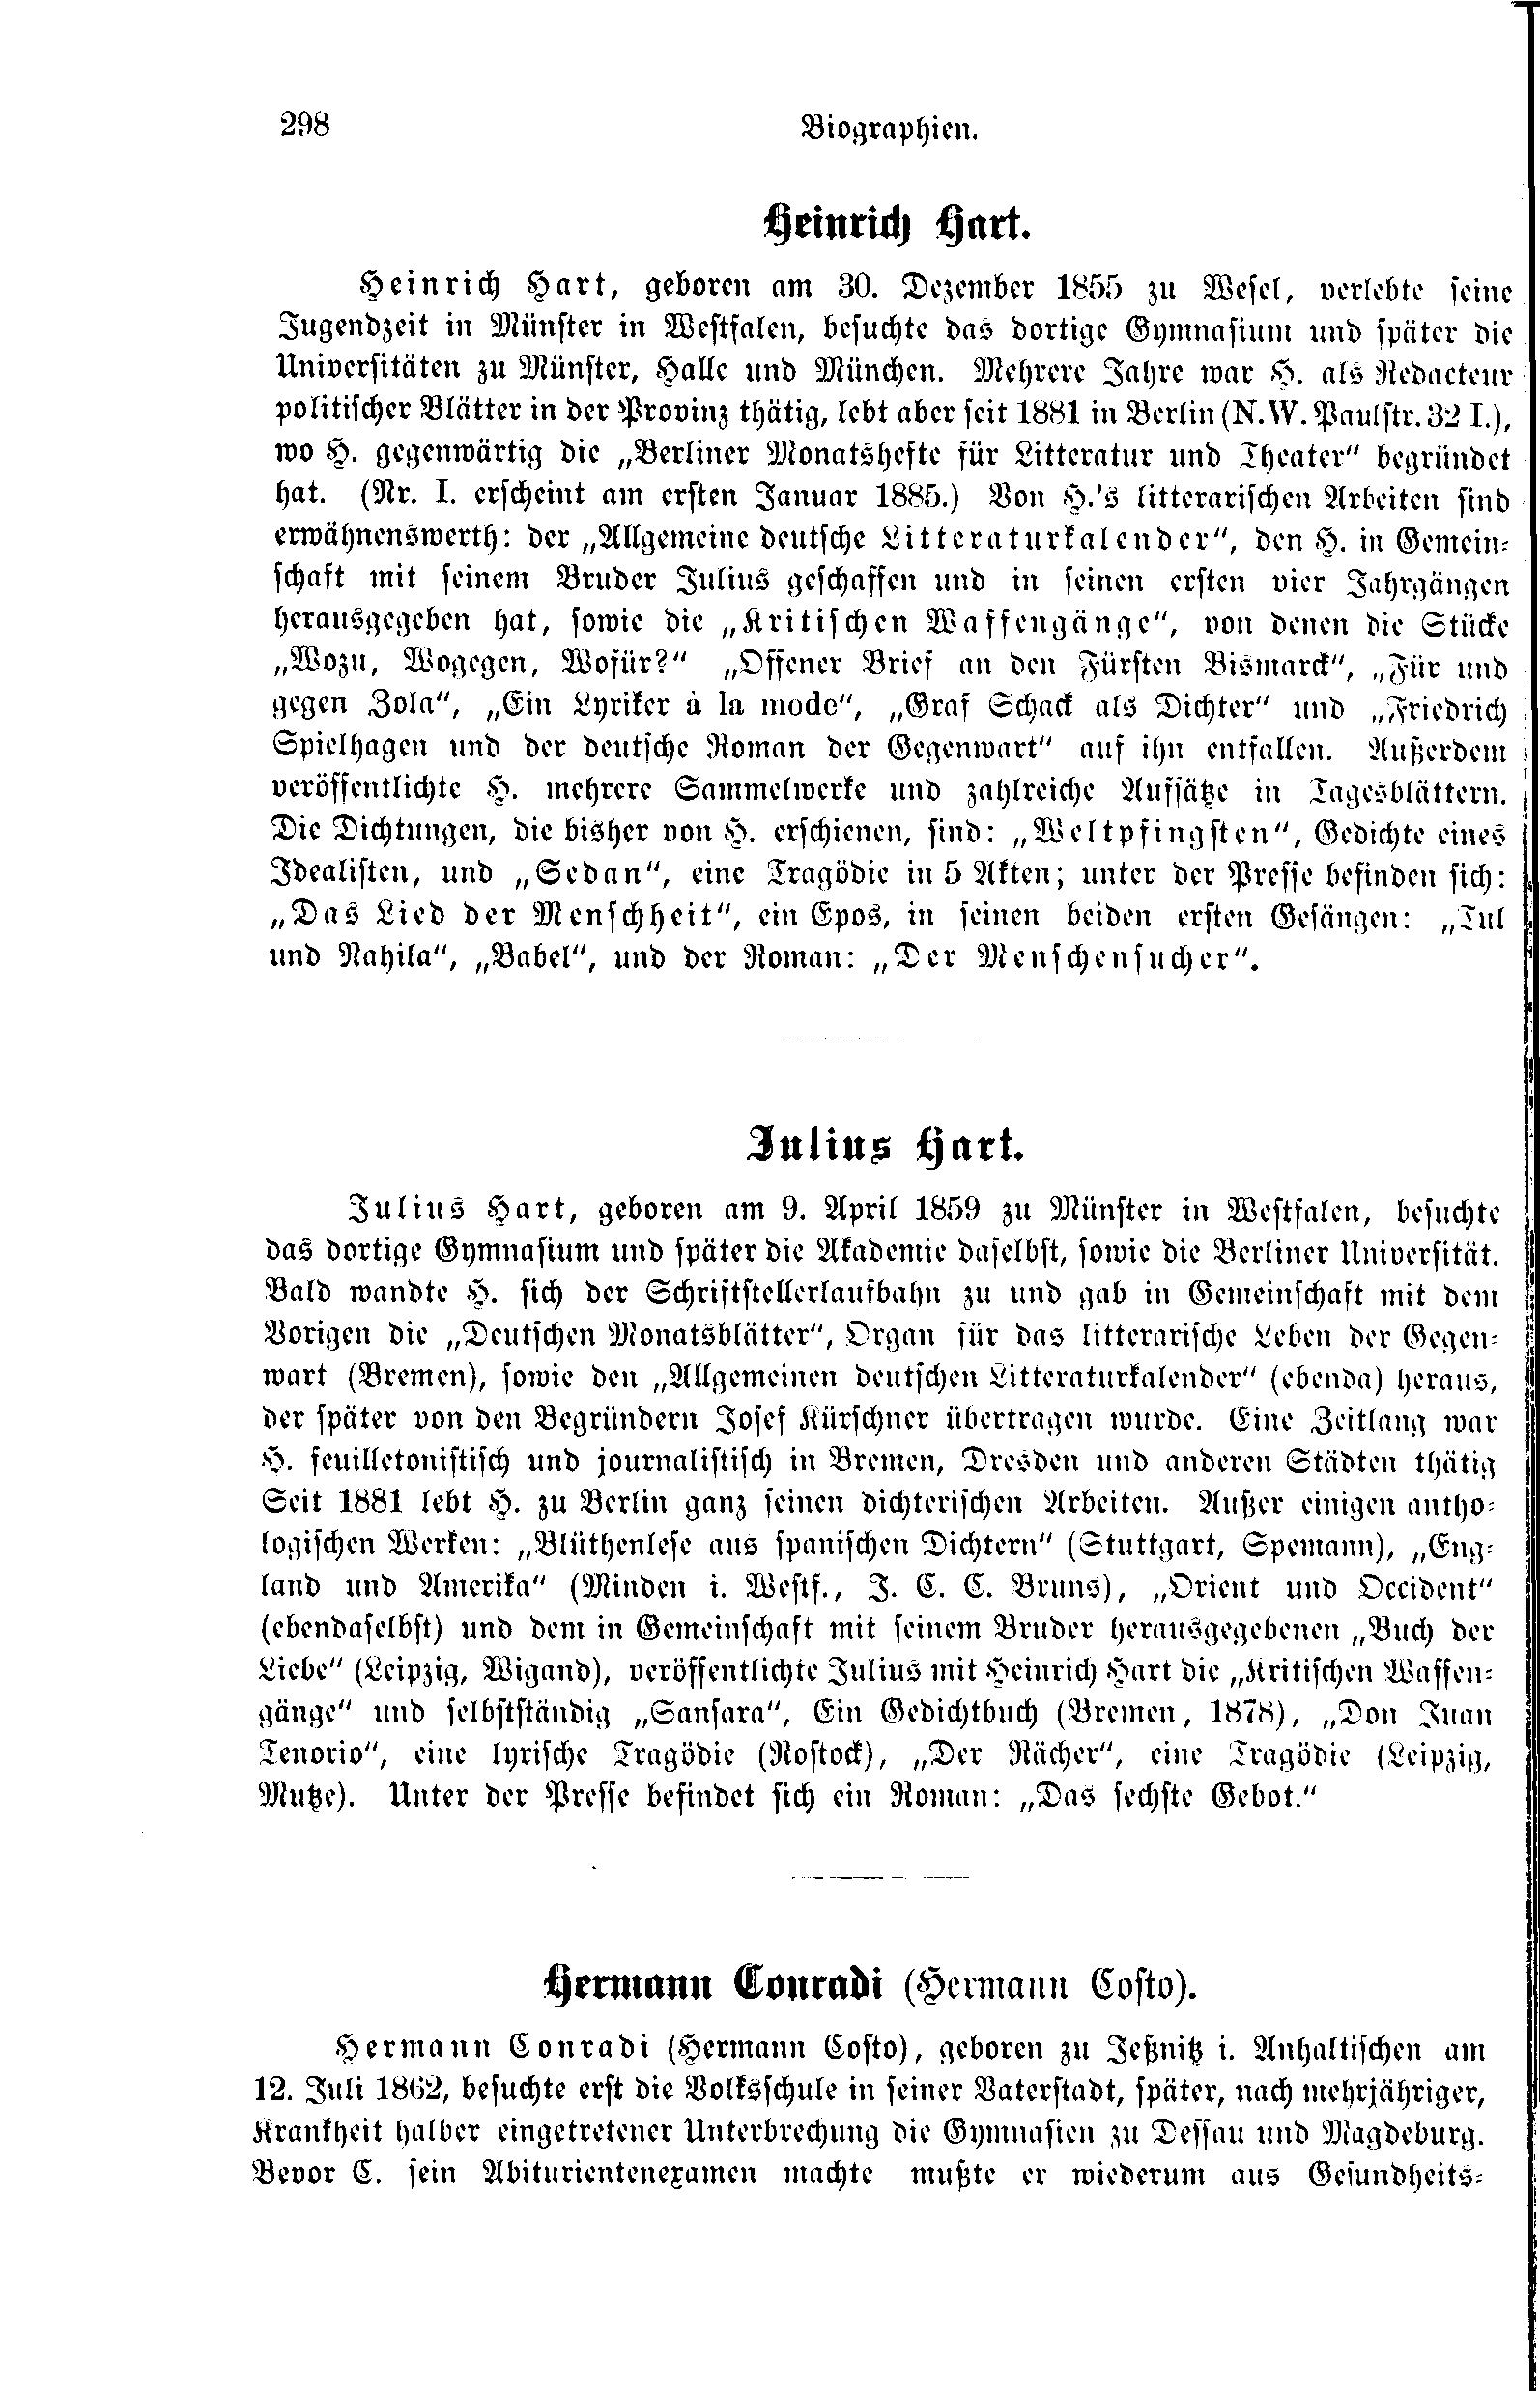 298
Biographien.
Heinrich Hart.
Heinrich Hart, geboren am 30. Dezember 1855 zu Wesel, verlebte seine
Jugendzeit in Münster in Westfalen, besuchte das dortige Gymnasium und später die
Universitäten zu Münster, Halle und München. Mehrere Jahre war H. als Redacteur
politischer Blätter in der Provinz thätig, lebt aber seit 1881 in Berlin (N. W. Paulstr. 32 I.),
wo H. gegenwärtig die „Berliner Monatshefte für Litteratur und Theater“ begründet
hat. (Nr. I. erscheint am ersten Januar 1885.) Von H.'s litterarischen Arbeiten sind
erwähnenswerth: der „Allgemeine deutsche Litteraturkalender“, den H. in Gemein-
schaft mit seinem Bruder Julius geschaffen und in seinen ersten vier Jahrgängen
herausgegeben hat, sowie die „Kritischen Waffengänge“, von denen die Stücke
„Wozu, Wogegen, Wofür?“ „Offener Brief an den Fürsten Bismarck“, „Für und
gegen Zola“, „Ein Lyriker à la mode“, „Graf Schack als Dichter“ und „Friedrich
Spielhagen und der deutsche Roman der Gegenwart“ auf ihn entfallen. Außerdem
veröffentlichte H. mehrere Sammelwerke und zahlreiche Aufsätze in Tagesblättern.
Die Dichtungen, die bisher von H. erschienen, sind: „Weltpfingsten“, Gedichte eines
Idealisten, und „Sedan“, eine Tragödie in 5 Akten; unter der Presse befinden sich:
„Das Lied der Menschheit“, ein Epos, in seinen beiden ersten Gesängen: „Tul
und Nahila“, „Babel“, und der Roman: „Der Menschensucher“.
Julius Hart.
Julius Hart, geboren am 9. April 1859 zu Münster in Westfalen, besuchte
das dortige Gymnasium und später die Akademie daselbst, sowie die Berliner Universität.
Bald wandte H. sich der Schriftstellerlaufbahn zu und gab in Gemeinschaft mit dem
Vorigen die „Deutschen Monatsblätter“, Organ für das litterarische Leben der Gegen-
wart (Bremen), sowie den „Allgemeinen deutschen Litteraturkalender“ (ebenda) heraus,
der später von den Begründern Josef Kürschner übertragen wurde. Eine Zeitlang war
H. feuilletonistisch und journalistisch in Bremen, Dresden und anderen Städten thätig
Seit 1881 lebt H. zu Berlin ganz seinen dichterischen Arbeiten. Außer einigen antho-
logischen Werken: „Blüthenlese aus spanischen Dichtern“ (Stuttgart, Spemann), „Eng-
land und Amerika“ (Minden i. Westf., J. C. C. Bruns), „Orient und Occident“
(ebendaselbst) und dem in Gemeinschaft mit seinem Bruder herausgegebenen „Buch der
Liebe“ (Leipzig, Wigand), veröffentlichte Julius mit Heinrich Hart die „Kritischen Waffen-
gänge“ und selbstständig „Sansara“, Ein Gedichtbuch (Bremen, 1878), „Don Juan
Tenorio“, eine lyrische Tragödie (Rostock), „Der Rächer“, eine Tragödie (Leipzig,
Mutze). Unter der Presse befindet sich ein Roman: „Das sechste Gebot.“
Hermann Conradi (Hermann Costo).
Hermann Conradi (Hermann Costo), geboren zu Jeßnitz i. Anhaltischen am
12. Juli 1862, besuchte erst die Volksschule in seiner Vaterstadt, später, nach mehrjähriger,
Krankheit halber eingetretener Unterbrechung die Gymnasien zu Dessau und Magdeburg.
Bevor C. sein Abiturientenexamen machte mußte er wiederum aus Gesundheits-